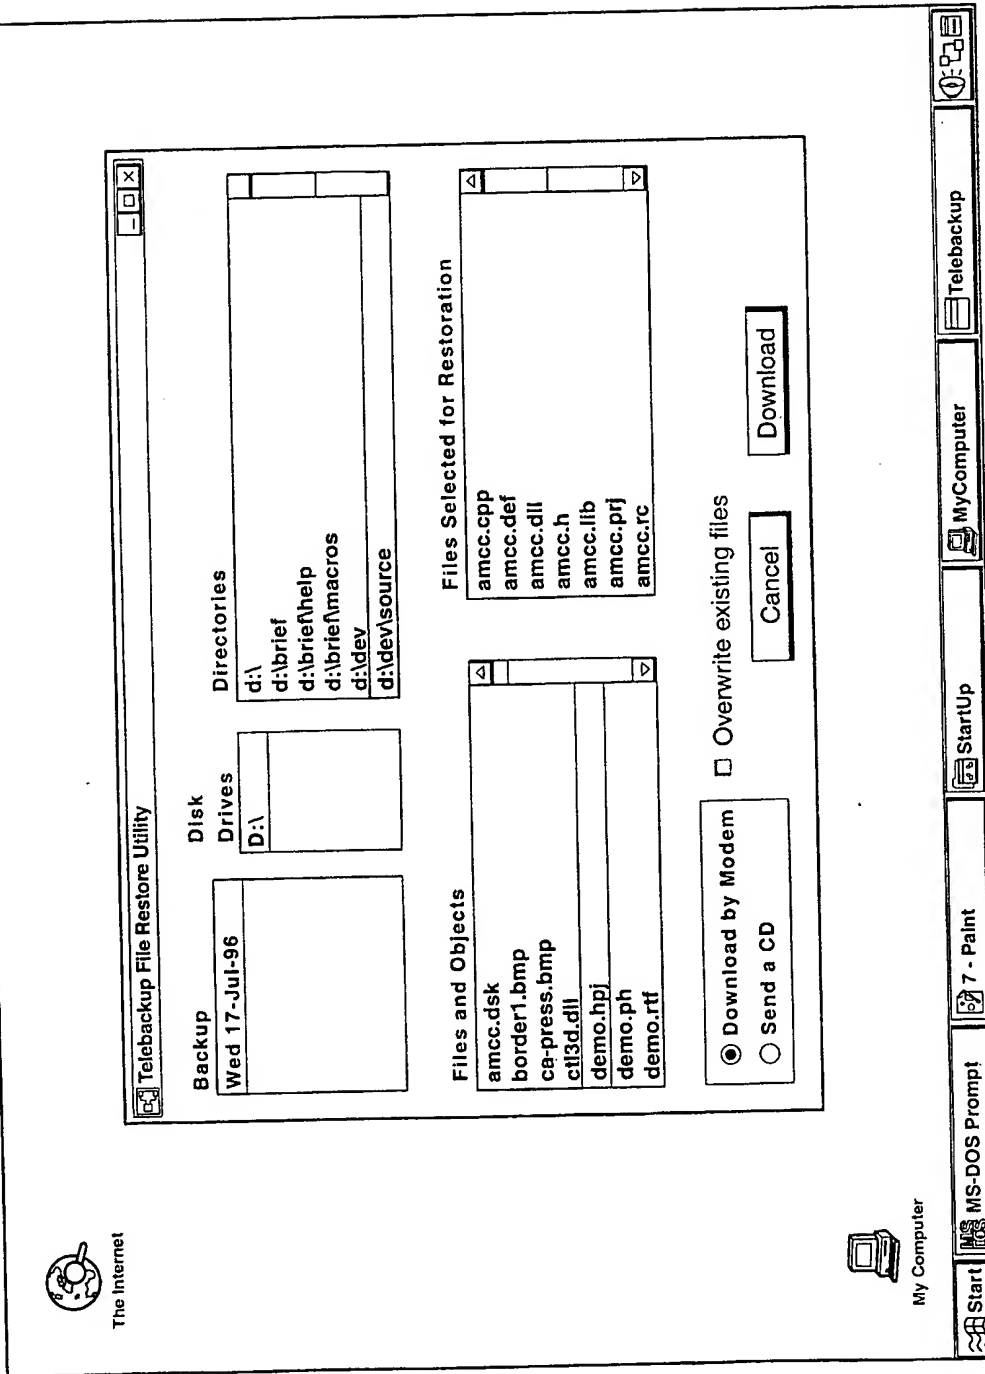 The Internet
Telebackup File Restore Utility
Backup
Wed 17-Jul-96
Disk
Drives
D:\
Directories
d:\
d:\brief
d:\brief\help
d:\brief\macros
d:\dev
d:\dev\source
Files and Objects
amcc.dsk
border1.bmp
ca-press.bmp
ctl3d.dll
demo.hpj
demo.ph
demo.rtf
Files Selected for Restoration
amcc.cpp
amcc.def
amcc.dll
amcc.h
amcc.lib
amcc.prj
amcc.rc
Download by Modem
Send a CD
Overwrite existing files
Cancel
Download
My Computer
Start
MS-DOS Prompt
7 - Paint
StartUp
MyComputer
Telebackup